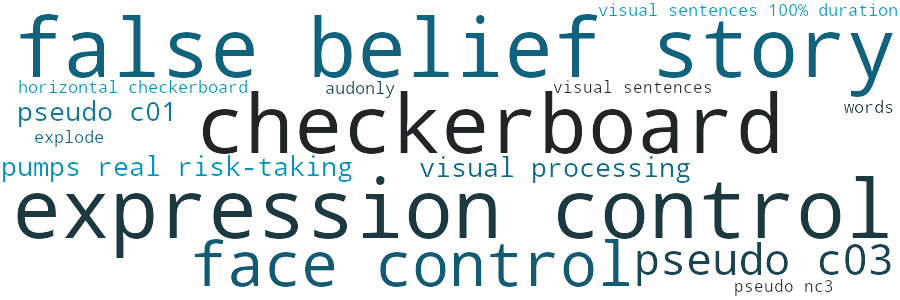 visual sentences 100% duration
false belief story
horizontal checkerboard
audonly
visual sentences
pseudo c01
checkerboard
words
explode
pumps real risk-taking
visual processing
expression control
face control
pseudo c03
pseudo nc3